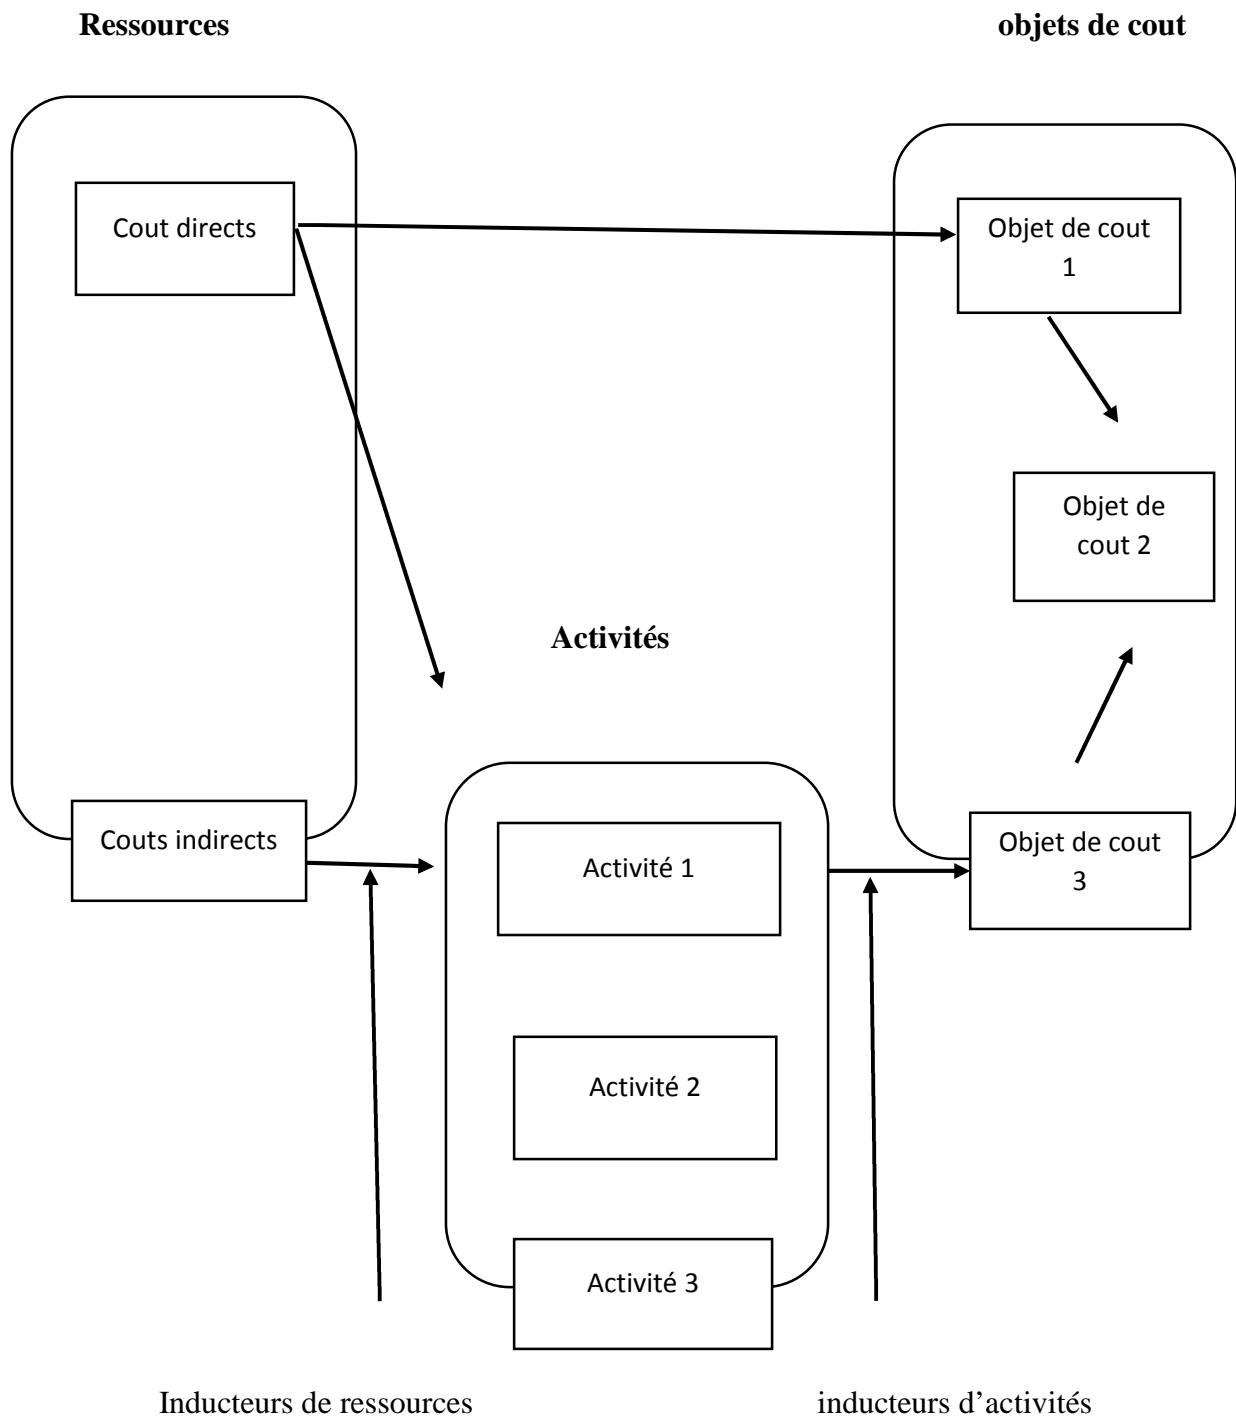 Ressources
objets de cout
Cout directs
Objet de cout
1
Objet de
cout 2
Activités
Couts indirects
Activité 1
Objet de cout
3
Activité 2
Activité 3
Inducteurs de ressources
inducteurs d’activités